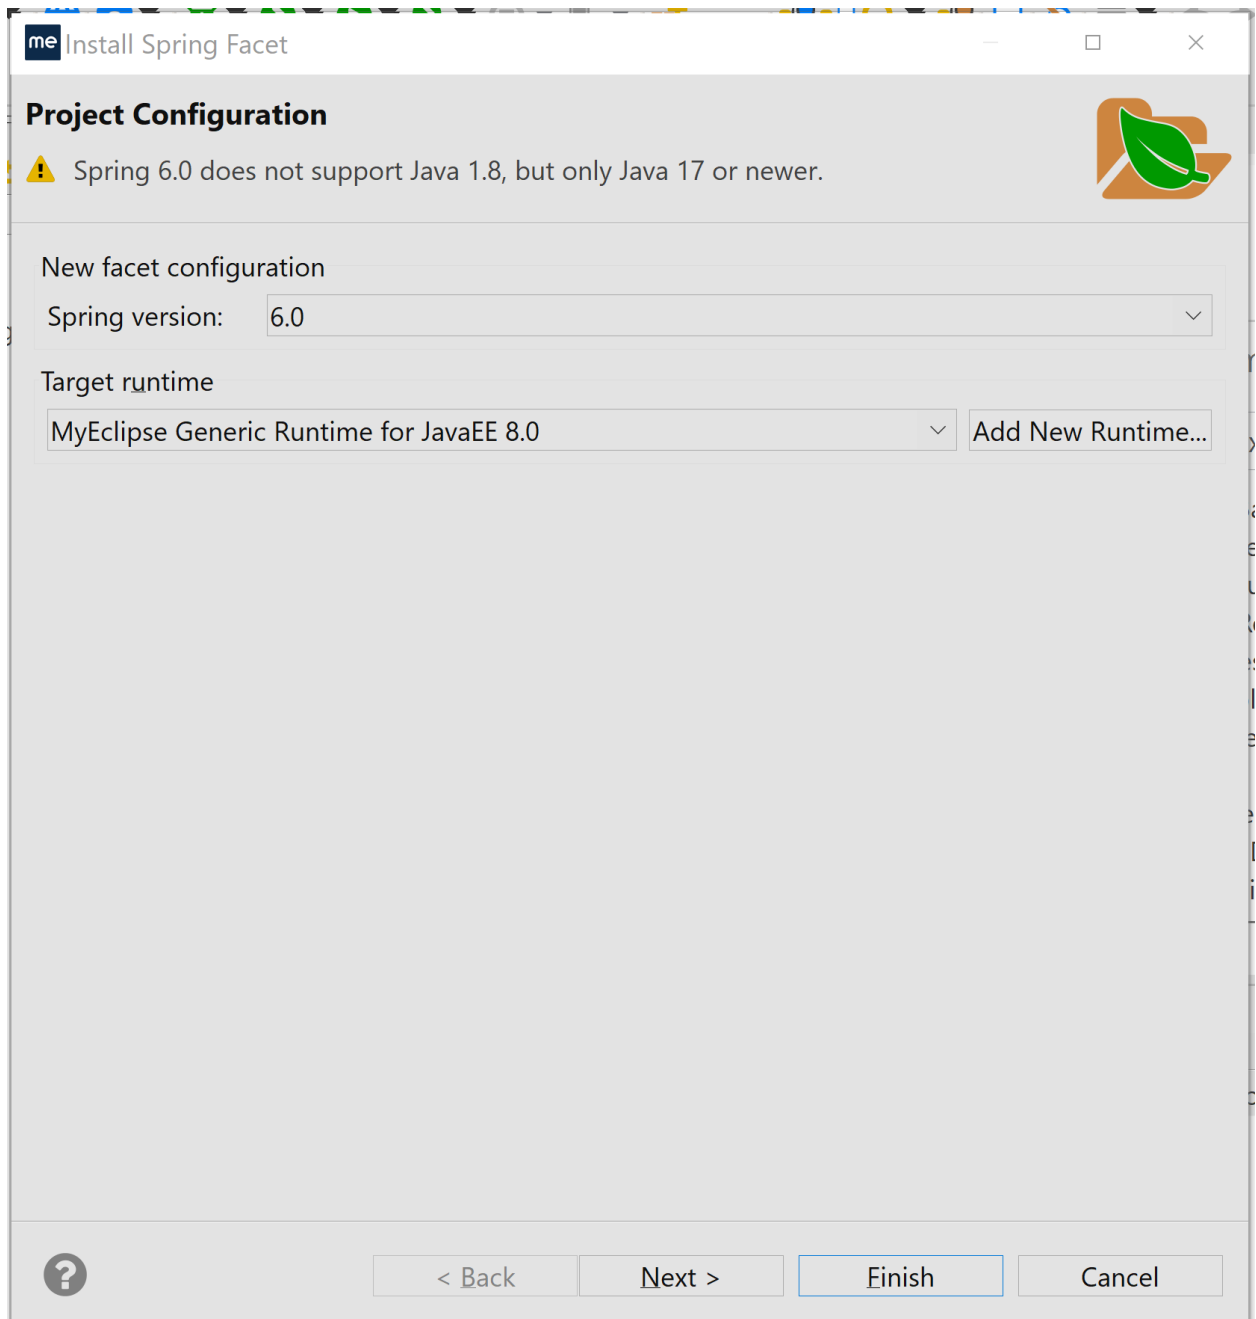 me Install Spring Facet
Project Configuration
Spring 6.0 does not support Java 1.8, but only Java 17 or newer.
New facet configuration
Spring version: 6.0
Target runtime
MyEclipse Generic Runtime for JavaEE 8.0 Add New Runtime...
< Back Next > Finish Cancel